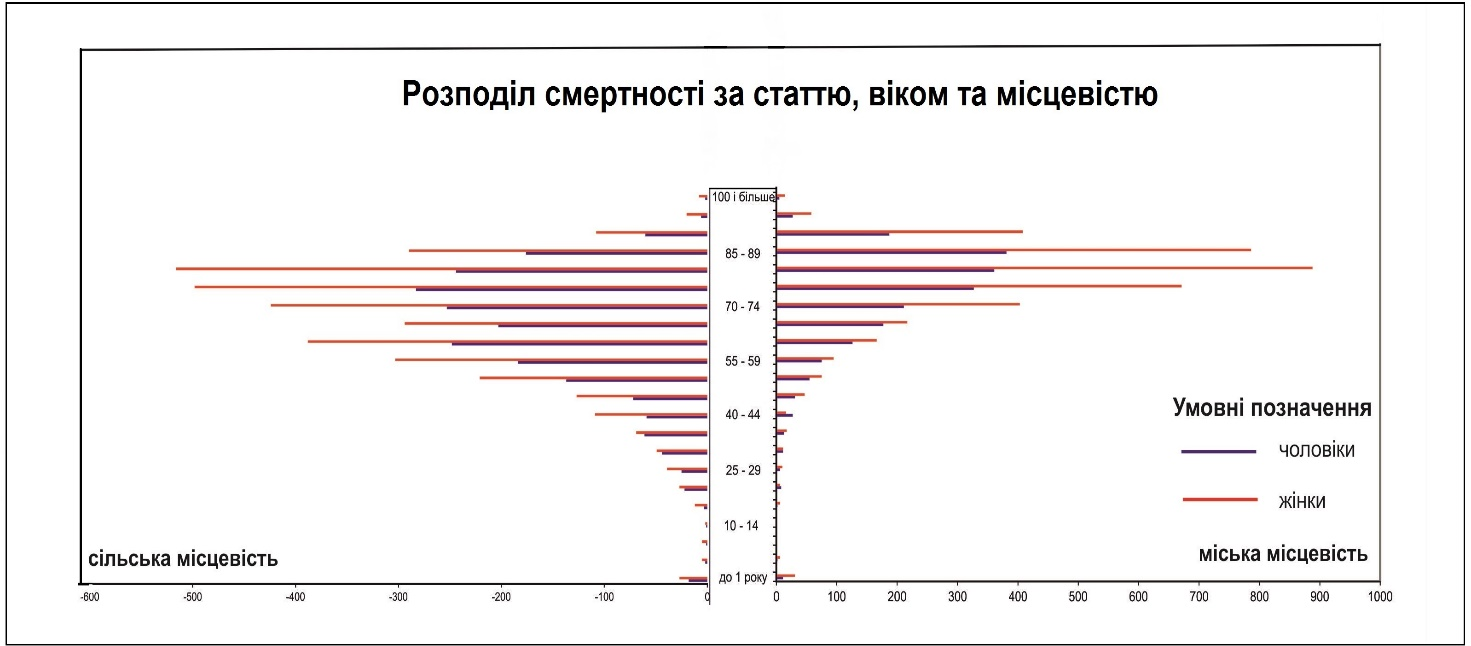 Розподіл смертності за статтю, віком та місцевістю
100 і більше
85 - 89
70 - 74
55 - 59
40 - 44
25 - 29
10 - 14
до 1 року
Умовні позначення
чоловіки
жінки
сільська місцевість
міська місцевість
-600 -500 -400 -300 -200 -100 0
0 100 200 300 400 500 600 700 800 900 1000